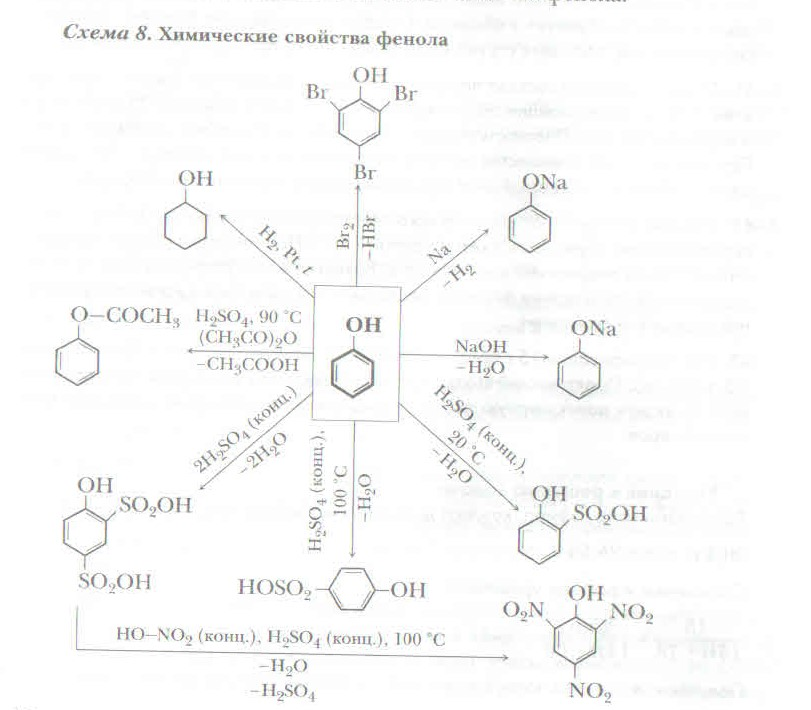 Схема 8. Химические свойства фенола
OH
Br
Br
Br
OH
ONa
H₂, Pt, t
Br₂
–HBr
Na
–H₂
O–COCH₃
H₂SO₄, 90 °C
(CH₃CO)₂O
–CH₃COOH
OH
NaOH
–H₂O
ONa
2H₂SO₄ (конц.)
–2H₂O
H₂SO₄ (конц.),
100 °C
–H₂O
H₂SO₄ (конц.),
20 °C
–H₂O
OH
SO₂OH
SO₂OH
OH
SO₂OH
HOSO₂
OH
HO–NO₂ (конц.), H₂SO₄ (конц.), 100 °C
–H₂O
–H₂SO₄
OH
O₂N
NO₂
NO₂